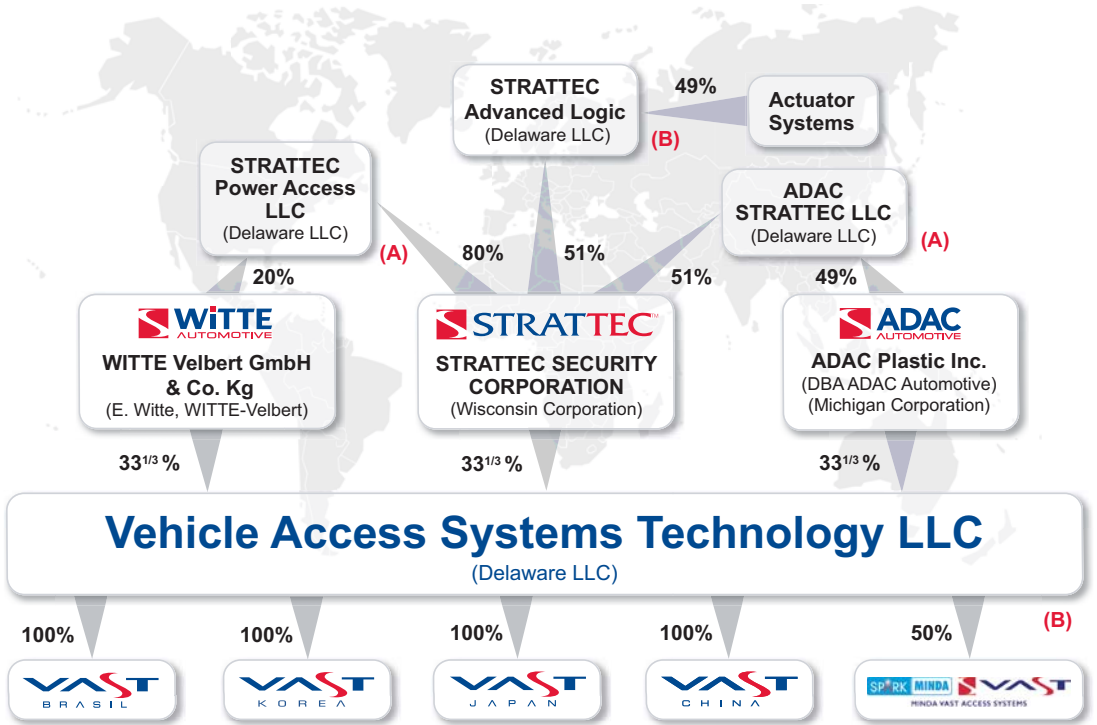 STRATTEC
Advanced Logic
(Delaware LLC)
(B)
49%
Actuator
Systems
STRATTEC
Power Access
LLC
(Delaware LLC)
(A)
ADAC
STRATTEC LLC
(Delaware LLC)
(A)
20%
80%
51%
51%
49%
WiTTE
AUTOMOTIVE
WITTE Velbert GmbH
& Co. Kg
(E. Witte, WITTE-Velbert)
STRATTEC™
STRATTEC SECURITY
CORPORATION
(Wisconsin Corporation)
ADAC
AUTOMOTIVE
ADAC Plastic Inc.
(DBA ADAC Automotive)
(Michigan Corporation)
33 1/3 %
33 1/3 %
33 1/3 %
Vehicle Access Systems Technology LLC
(Delaware LLC)
(B)
100%
100%
100%
100%
50%
VAST
BRASIL
VAST
KOREA
VAST
JAPAN
VAST
CHINA
SPARK MINDA VAST
MINDA VAST ACCESS SYSTEMS